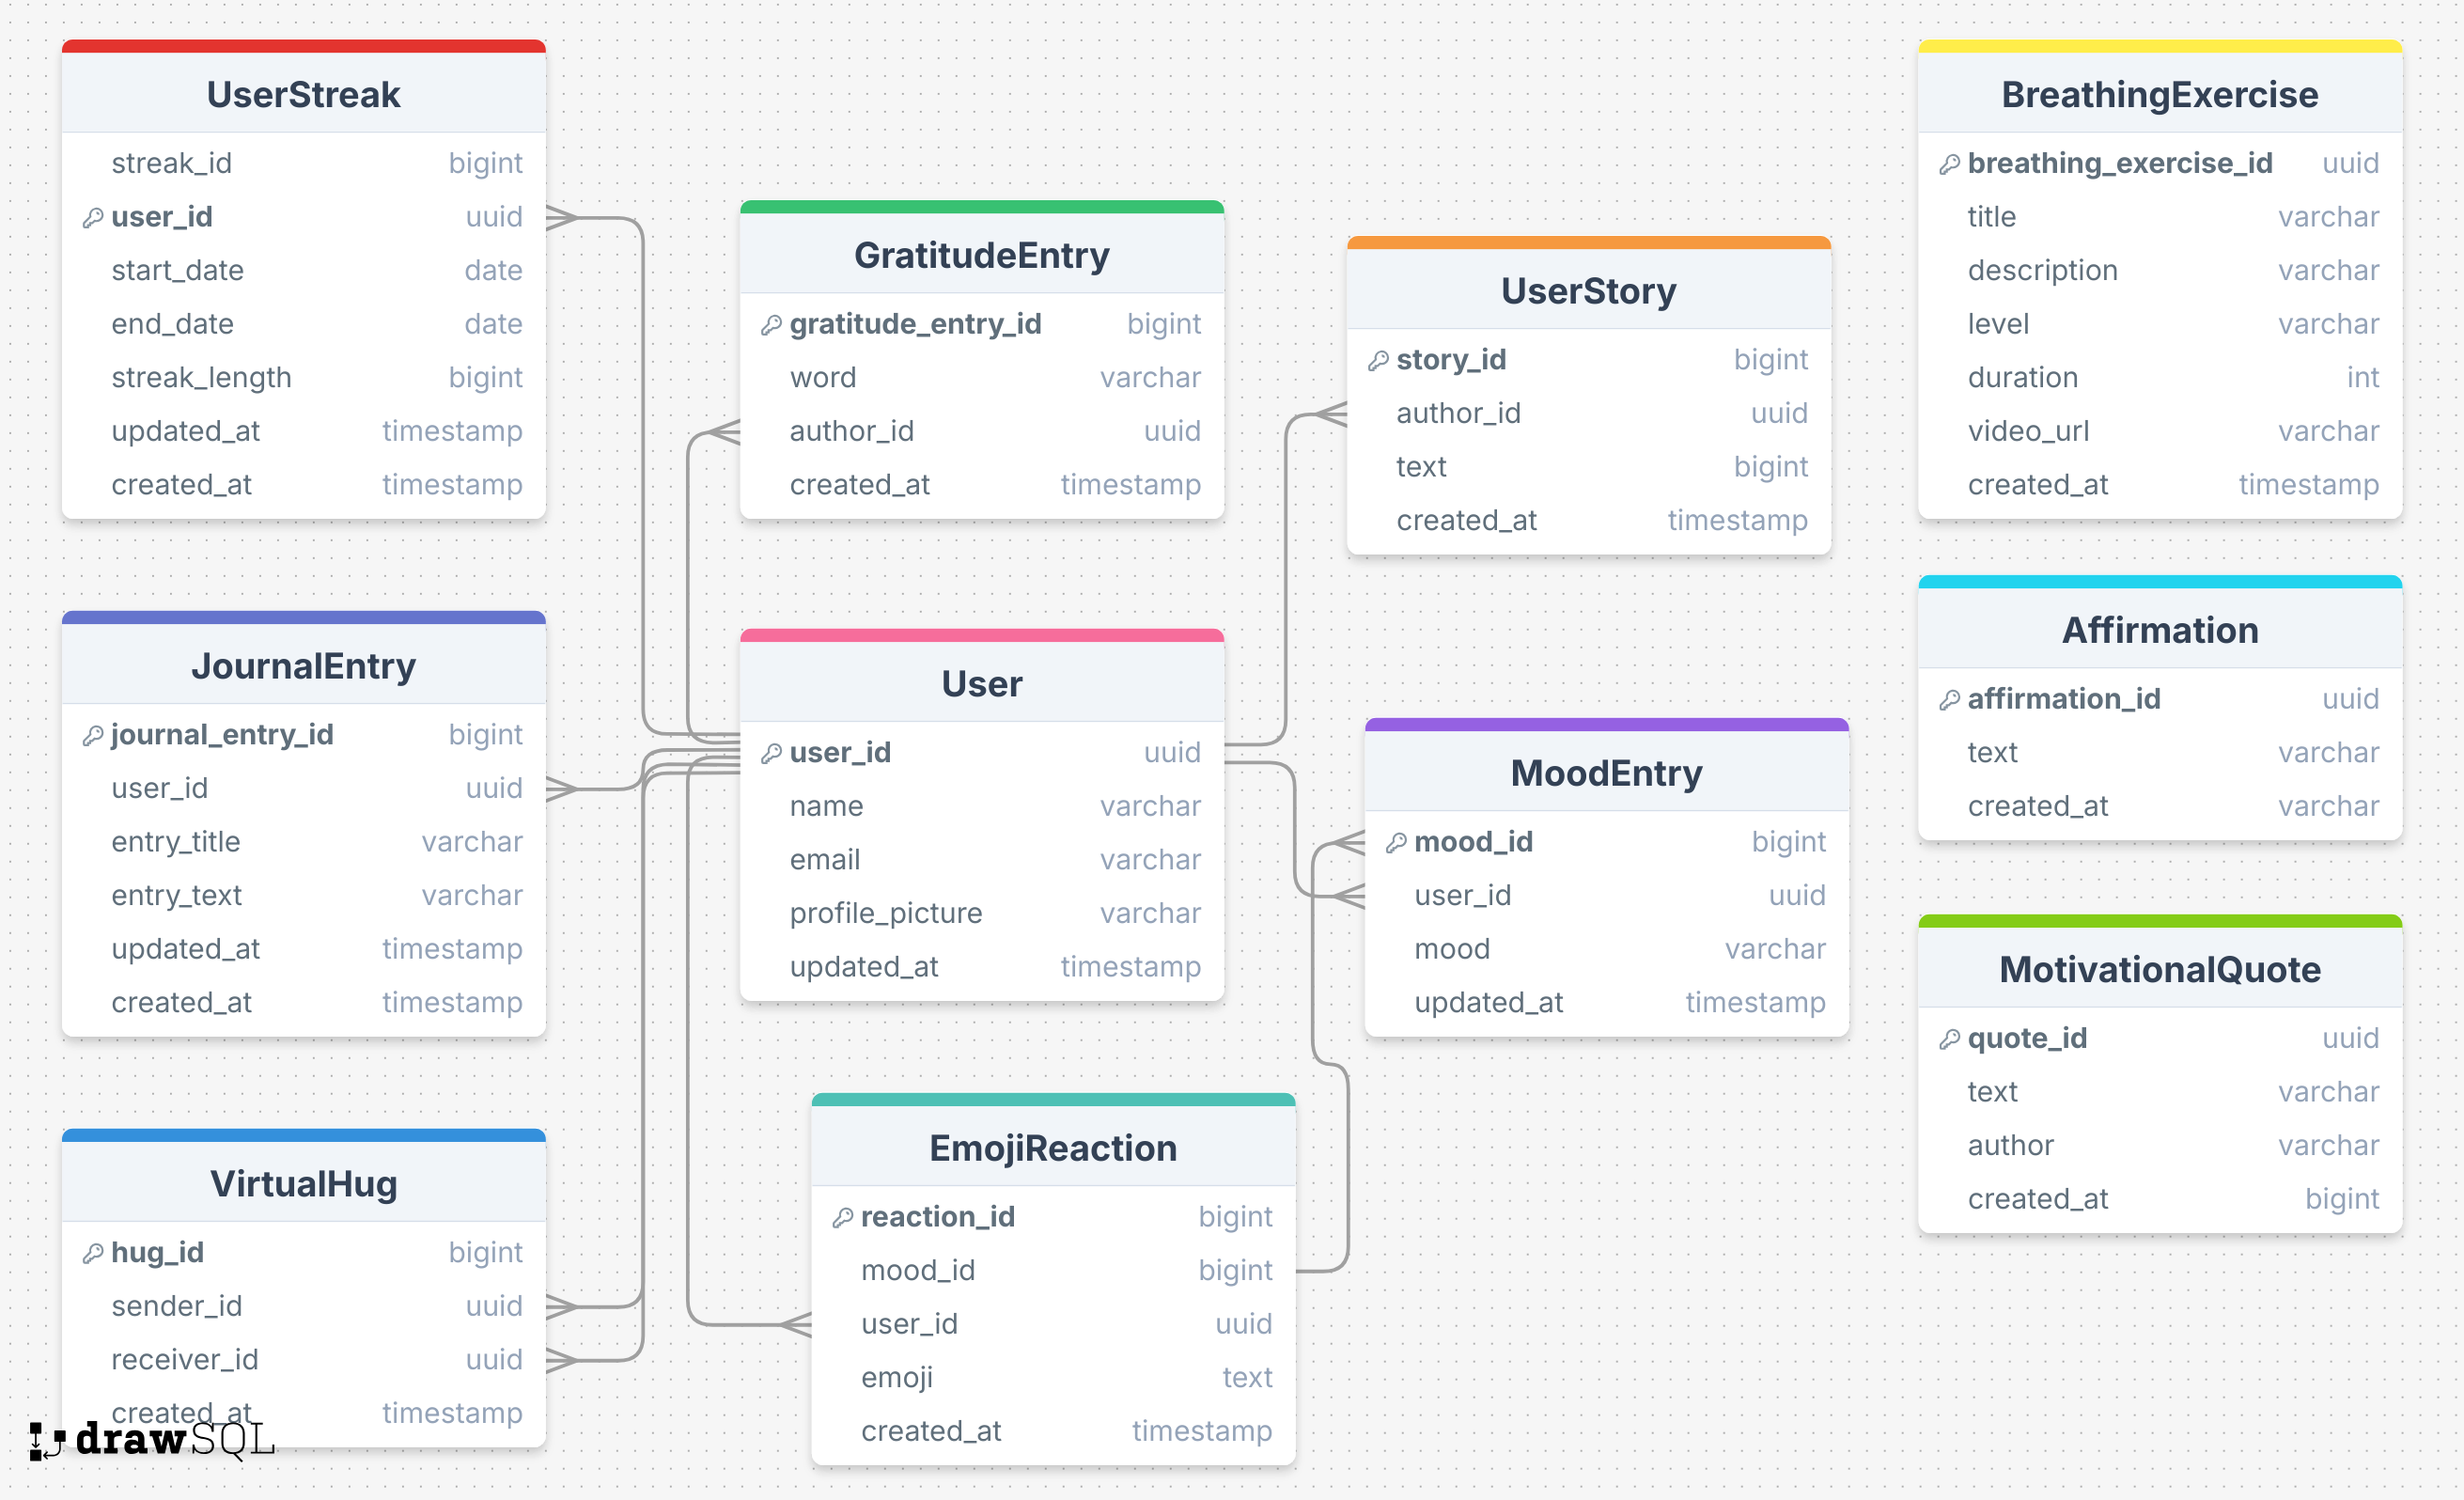 UserStreak
streak_id bigint
user_id uuid
start_date date
end_date date
streak_length bigint
updated_at timestamp
created_at timestamp
JournalEntry
journal_entry_id bigint
user_id uuid
entry_title varchar
entry_text varchar
updated_at timestamp
created_at timestamp
VirtualHug
hug_id bigint
sender_id uuid
receiver_id uuid
created_at timestamp
drawSQL
GratitudeEntry
gratitude_entry_id bigint
word varchar
author_id uuid
created_at timestamp
User
user_id uuid
name varchar
email varchar
profile_picture varchar
updated_at timestamp
EmojiReaction
reaction_id bigint
mood_id bigint
user_id uuid
emoji text
created_at timestamp
UserStory
story_id bigint
author_id uuid
text bigint
created_at timestamp
MoodEntry
mood_id bigint
user_id uuid
mood varchar
updated_at timestamp
BreathingExercise
breathing_exercise_id uuid
title varchar
description varchar
level varchar
duration int
video_url varchar
created_at timestamp
Affirmation
affirmation_id uuid
text varchar
created_at varchar
MotivationalQuote
quote_id uuid
text varchar
author varchar
created_at bigint